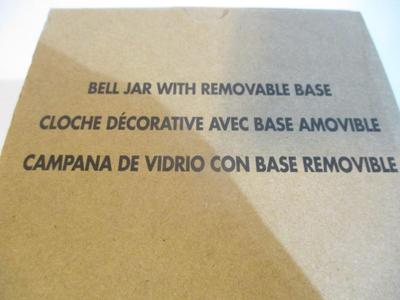 BELL JAR WITH REMOVABLE BASE
CLOCHE DÉCORATIVE AVEC BASE AMOVIBLE
CAMPANA DE VIDRIO CON BASE REMOVIBLE